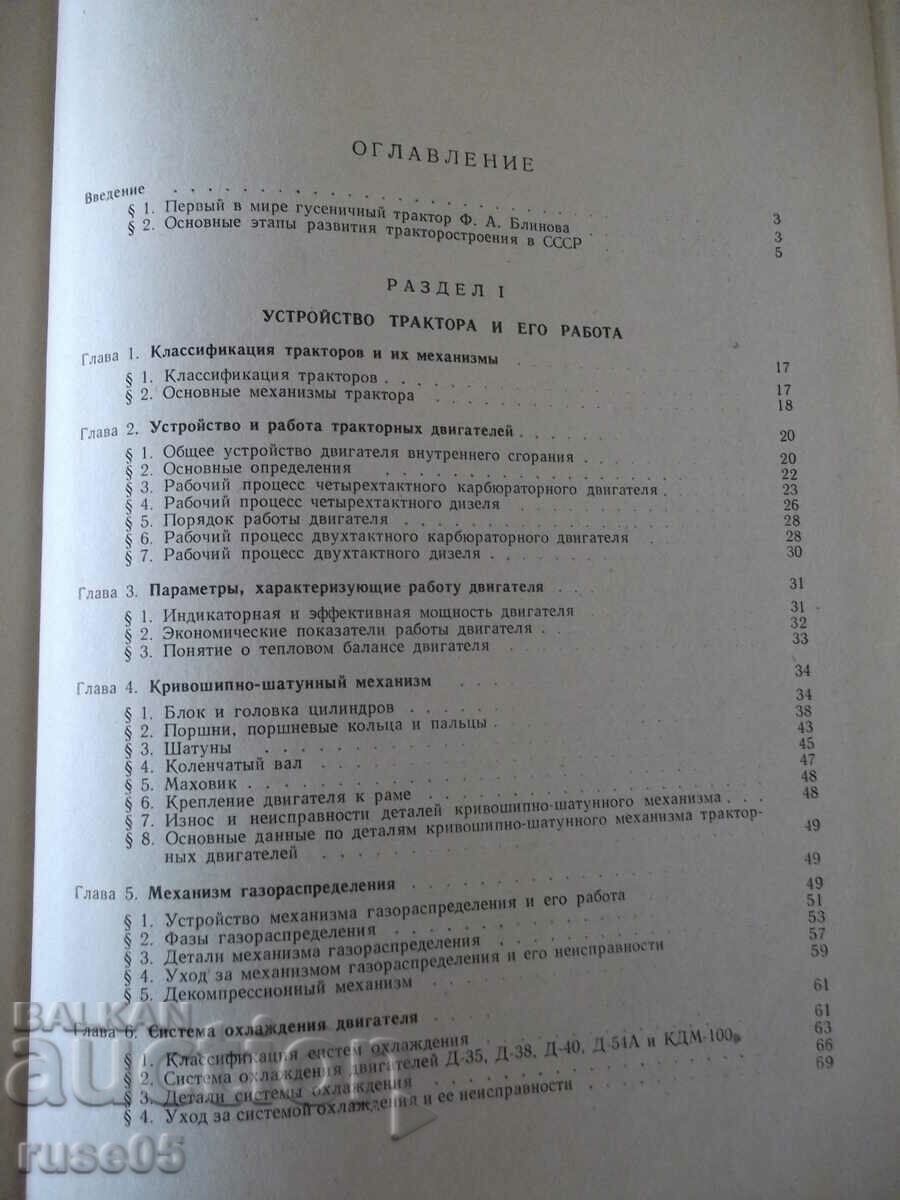 ОГЛАВЛЕНИЕ
Введение . . . . . . . . . . . . . . . . . . 3
§ 1. Первый в мире гусеничный трактор Ф. А. Блинова . . 3
§ 2. Основные этапы развития тракторостроения в СССР . . 5
РАЗДЕЛ I
УСТРОЙСТВО ТРАКТОРА И ЕГО РАБОТА
Глава 1. Классификация тракторов и их механизмы . . . 17
§ 1. Классификация тракторов . . . . . . . . 17
§ 2. Основные механизмы трактора . . . . . . . . 18
Глава 2. Устройство и работа тракторных двигателей . . . . 20
§ 1. Общее устройство двигателя внутреннего сгорания . . . . 20
§ 2. Основные определения . . . . . . . . 22
§ 3. Рабочий процесс четырехтактного карбюраторного двигателя . . 23
§ 4. Рабочий процесс четырехтактного дизеля . . . . . 26
§ 5. Порядок работы двигателя . . . . . . . . 28
§ 6. Рабочий процесс двухтактного карбюраторного двигателя . . 28
§ 7. Рабочий процесс двухтактного дизеля . . . . . . 30
Глава 3. Параметры, характеризующие работу двигателя . . . 31
§ 1. Индикаторная и эффективная мощность двигателя . . . 31
§ 2. Экономические показатели работы двигателя . . . . 32
§ 3. Понятие о тепловом балансе двигателя . . . . . 33
Глава 4. Кривошипно-шатунный механизм . . . 34
§ 1. Блок и головка цилиндров . . . . . . . . 34
§ 2. Поршни, поршневые кольца и пальцы . . . . . 38
§ 3. Шатуны . . . . . . . . . . 43
§ 4. Коленчатый вал . . . . . . . . . . 45
§ 5. Маховик . . . . . . . . . . 47
§ 6. Крепление двигателя к раме . . . . . . . 48
§ 7. Износ и неисправности деталей кривошипно-шатунного механизма . . . 48
§ 8. Основные данные по деталям кривошипно-шатунного механизма трактор-
ных двигателей . . . . . . . . . . 49
Глава 5. Механизм газораспределения . . . . . . . . 49
§ 1. Устройство механизма газораспределения и его работа . . . 49
§ 2. Фазы газораспределения . . . . . . . . 51
§ 3. Детали механизма газораспределения . . . . . . 53
§ 4. Уход за механизмом газораспределения и его неисправности . . 57
§ 5. Декомпрессионный механизм . . . . . . . 59
Глава 6. Система охлаждения двигателя . . . . . . . 61
§ 1. Классификация систем охлаждения . . . . . . 61
§ 2. Система охлаждения двигателей Д-35, Д-38, Д-40, Д-54А и КДМ-100 . . 63
§ 3. Детали системы охлаждения . . . . . . . 66
§ 4. Уход за системой охлаждения и ее неисправности . . . . 69
BALKAN
auction
ruse05